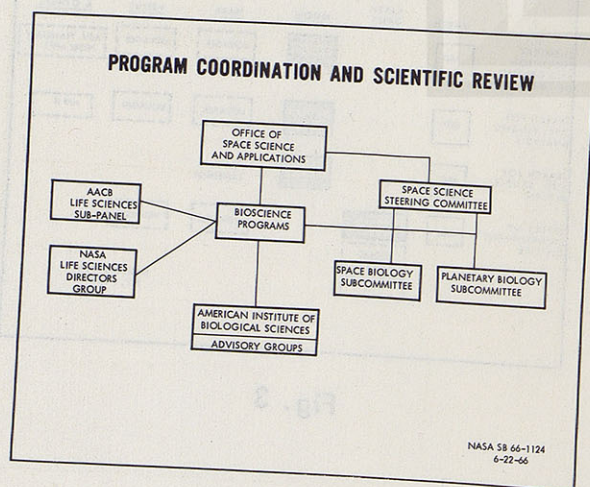 PROGRAM COORDINATION AND SCIENTIFIC REVIEW
OFFICE OF
SPACE SCIENCE
AND APPLICATIONS
AACB
LIFE SCIENCES
SUB-PANEL
SPACE SCIENCE
STEERING COMMITTEE
BIOSCIENCE
PROGRAMS
NASA
LIFE SCIENCES
DIRECTORS
GROUP
SPACE BIOLOGY
SUBCOMMITTEE
PLANETARY BIOLOGY
SUBCOMMITTEE
AMERICAN INSTITUTE OF
BIOLOGICAL SCIENCES
ADVISORY GROUPS
Fig. 3
NASA SB 66-1124
6-22-66